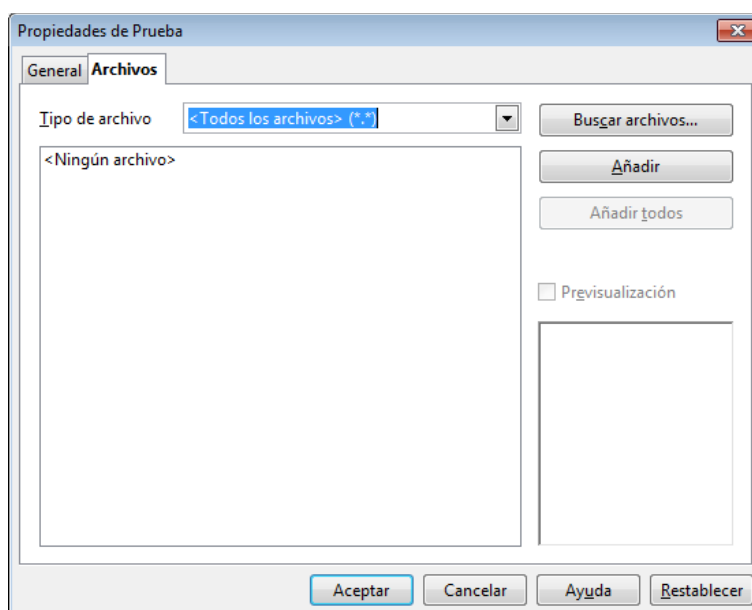 Propiedades de Prueba
General Archivos
Tipo de archivo <Todos los archivos> (*.*) Buscar archivos...
<Ningún archivo> Añadir
Añadir todos
Previsualización
Aceptar Cancelar Ayuda Restablecer